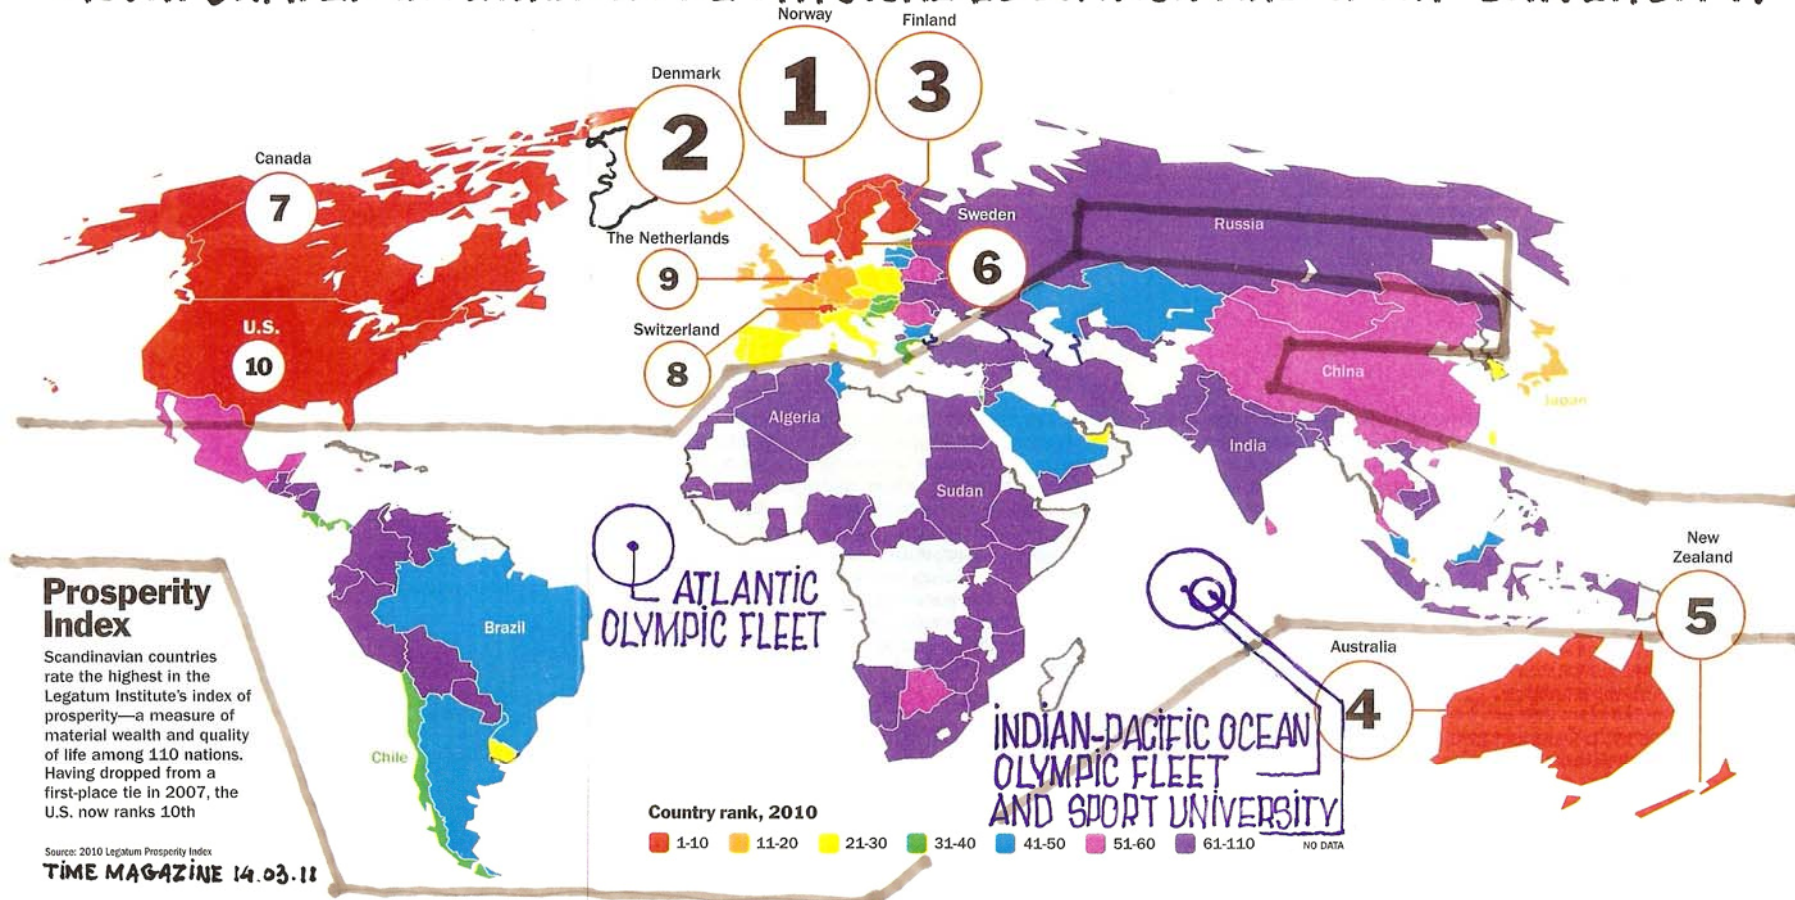 Norway
Finland
1
3
Denmark
2
Canada
7
Sweden
6
Russia
The Netherlands
9
Switzerland
8
U.S.
10
China
Japan
Algeria
India
Sudan
New
Zealand
5
ATLANTIC
OLYMPIC FLEET
Brazil
Australia
4
INDIAN-PACIFIC OCEAN
OLYMPIC FLEET
AND SPORT UNIVERSITY
Chile
Prosperity
Index
Scandinavian countries
rate the highest in the
Legatum Institute's index of
prosperity—a measure of
material wealth and quality
of life among 110 nations.
Having dropped from a
first-place tie in 2007, the
U.S. now ranks 10th
Source: 2010 Legatum Prosperity Index
TIME MAGAZINE 14.03.11
Country rank, 2010
1-10 11-20 21-30 31-40 41-50 51-60 61-110 NO DATA